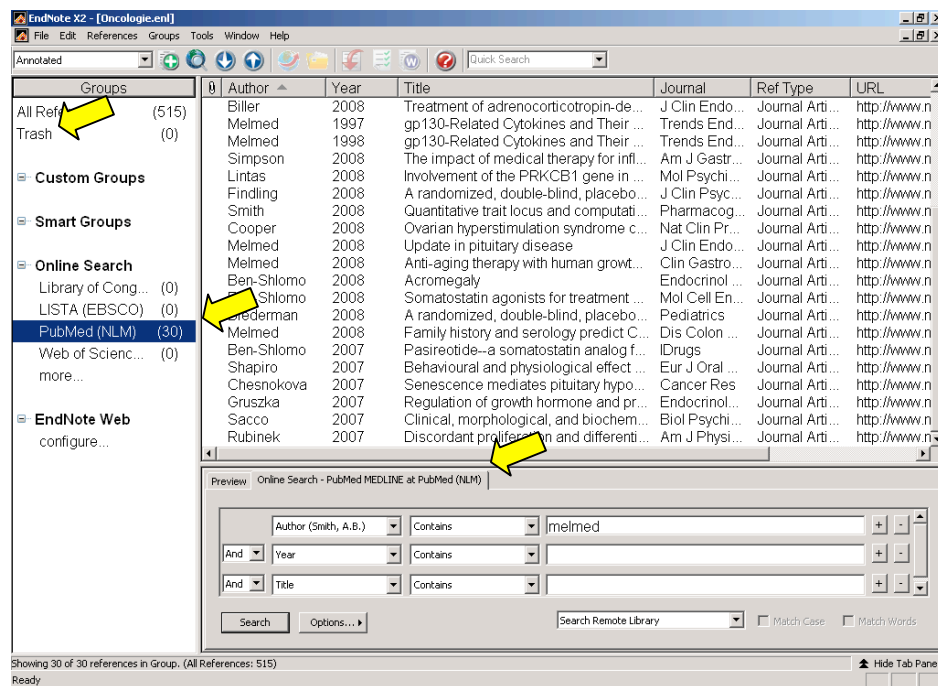 EndNote X2 - [Oncologie.enl]
File Edit References Groups Tools Window Help
Annotated Quick Search
Groups Author Year Title Journal Ref Type URL
All Ref (515)
Trash (0)
Custom Groups
Smart Groups
Online Search
Library of Cong... (0)
LISTA (EBSCO) (0)
PubMed (NLM) (30)
Web of Scienc... (0)
more...
EndNote Web
configure...
Biller 2008 Treatment of adrenocorticotropin-de... J Clin Endo... Journal Arti... http://www.n
Melmed 1997 gp130-Related Cytokines and Their ... Trends End... Journal Arti... http://www.n
Melmed 1998 gp130-Related Cytokines and Their ... Trends End... Journal Arti... http://www.n
Simpson 2008 The impact of medical therapy for infl... Am J Gastr... Journal Arti... http://www.n
Lintas 2008 Involvement of the PRKCB1 gene in ... Mol Psychi... Journal Arti... http://www.n
Findling 2008 A randomized, double-blind, placebo... J Clin Psyc... Journal Arti... http://www.n
Smith 2008 Quantitative trait locus and computati... Pharmacog... Journal Arti... http://www.n
Cooper 2008 Ovarian hyperstimulation syndrome c... Nat Clin Pr... Journal Arti... http://www.n
Melmed 2008 Update in pituitary disease J Clin Endo... Journal Arti... http://www.n
Melmed 2008 Anti-aging therapy with human growt... Clin Gastro... Journal Arti... http://www.n
Ben-Shlomo 2008 Acromegaly Endocrinol ... Journal Arti... http://www.n
Shlomo 2008 Somatostatin agonists for treatment ... Mol Cell En... Journal Arti... http://www.n
Biederman 2008 A randomized, double-blind, placebo... Pediatrics Journal Arti... http://www.n
Melmed 2008 Family history and serology predict C... Dis Colon ... Journal Arti... http://www.n
Ben-Shlomo 2007 Pasireotide--a somatostatin analog f... IDrugs Journal Arti... http://www.n
Shapiro 2007 Behavioural and physiological effect ... Eur J Oral ... Journal Arti... http://www.n
Chesnokova 2007 Senescence mediates pituitary hypo... Cancer Res Journal Arti... http://www.n
Gruszka 2007 Regulation of growth hormone and pr... Endocrinol... Journal Arti... http://www.n
Sacco 2007 Clinical, morphological, and biochem... Biol Psychi... Journal Arti... http://www.n
Rubinek 2007 Discordant proliferation and differenti... Am J Physi... Journal Arti... http://www.n
Preview Online Search - PubMed MEDLINE at PubMed (NLM)
Author (Smith, A.B.) Contains melmed + -
And Year Contains + -
And Title Contains + -
Search Options... Search Remote Library Match Case Match Words
Showing 30 of 30 references in Group. (All References: 515) Hide Tab Pane
Ready